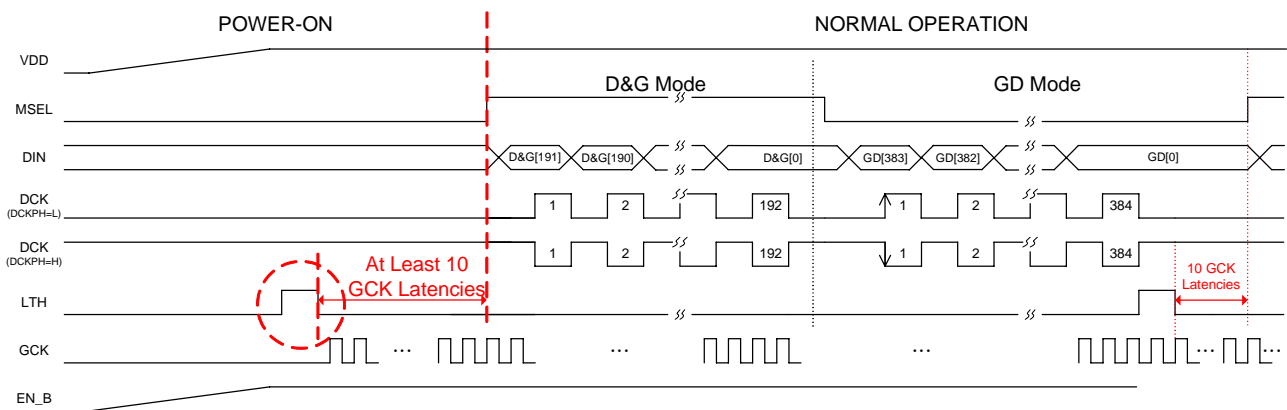 POWER-ON
NORMAL OPERATION
VDD
D&G Mode
GD Mode
MSEL
DIN
D&G[191]
D&G[190]
D&G[0]
GD[383]
GD[382]
GD[0]
DCK
(DCKPH=L)
1
2
192
1
2
384
DCK
(DCKPH=H)
1
2
192
1
2
384
At Least 10
GCK Latencies
10 GCK
Latencies
LTH
GCK
...
...
...
...
...
EN_B